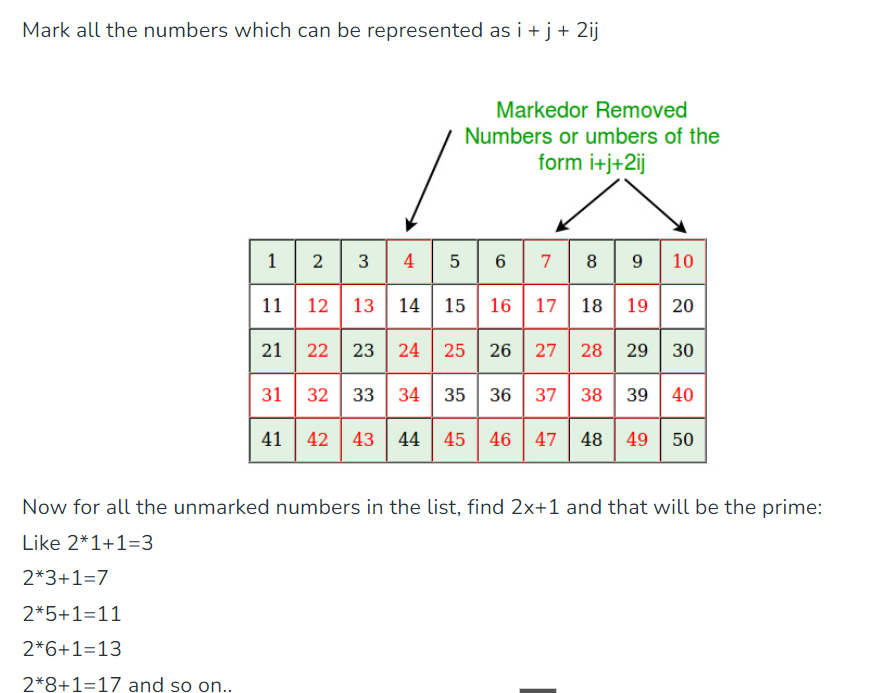 Mark all the numbers which can be represented as i + j + 2ij
Markedor Removed
Numbers or umbers of the
form i+j+2ij
1 2 3 4 5 6 7 8 9 10
11 12 13 14 15 16 17 18 19 20
21 22 23 24 25 26 27 28 29 30
31 32 33 34 35 36 37 38 39 40
41 42 43 44 45 46 47 48 49 50
Now for all the unmarked numbers in the list, find 2x+1 and that will be the prime:
Like 2*1+1=3
2*3+1=7
2*5+1=11
2*6+1=13
2*8+1=17 and so on..